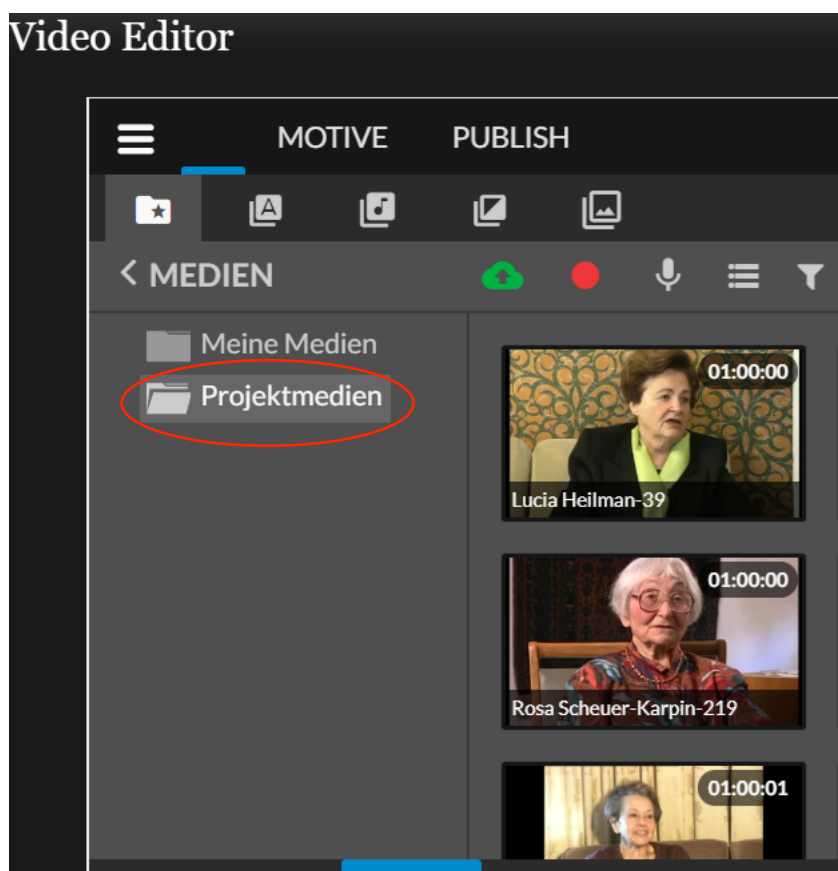 Video Editor
MOTIVE PUBLISH
A
MEDIEN
Meine Medien
Projektmedien
01:00:00
Lucia Heilman-39
01:00:00
Rosa Scheuer-Karpin-219
01:00:01